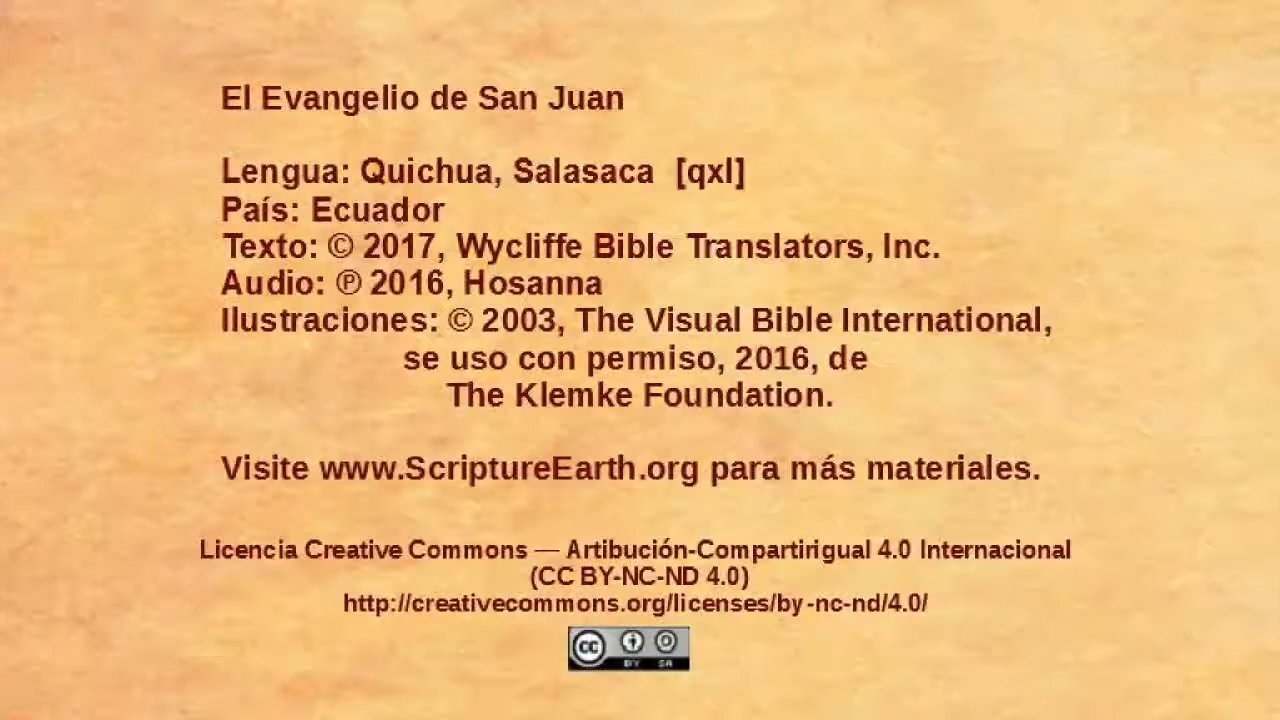 El Evangelio de San Juan
Lengua: Quichua, Salasaca [qxl]
País: Ecuador
Texto: © 2017, Wycliffe Bible Translators, Inc.
Audio: ℗ 2016, Hosanna
Ilustraciones: © 2003, The Visual Bible International,
se uso con permiso, 2016, de
The Klemke Foundation.
Visite www.ScriptureEarth.org para más materiales.
Licencia Creative Commons — Artibución-Compartirigual 4.0 Internacional
(CC BY-NC-ND 4.0)
http://creativecommons.org/licenses/by-nc-nd/4.0/
cc BY SA